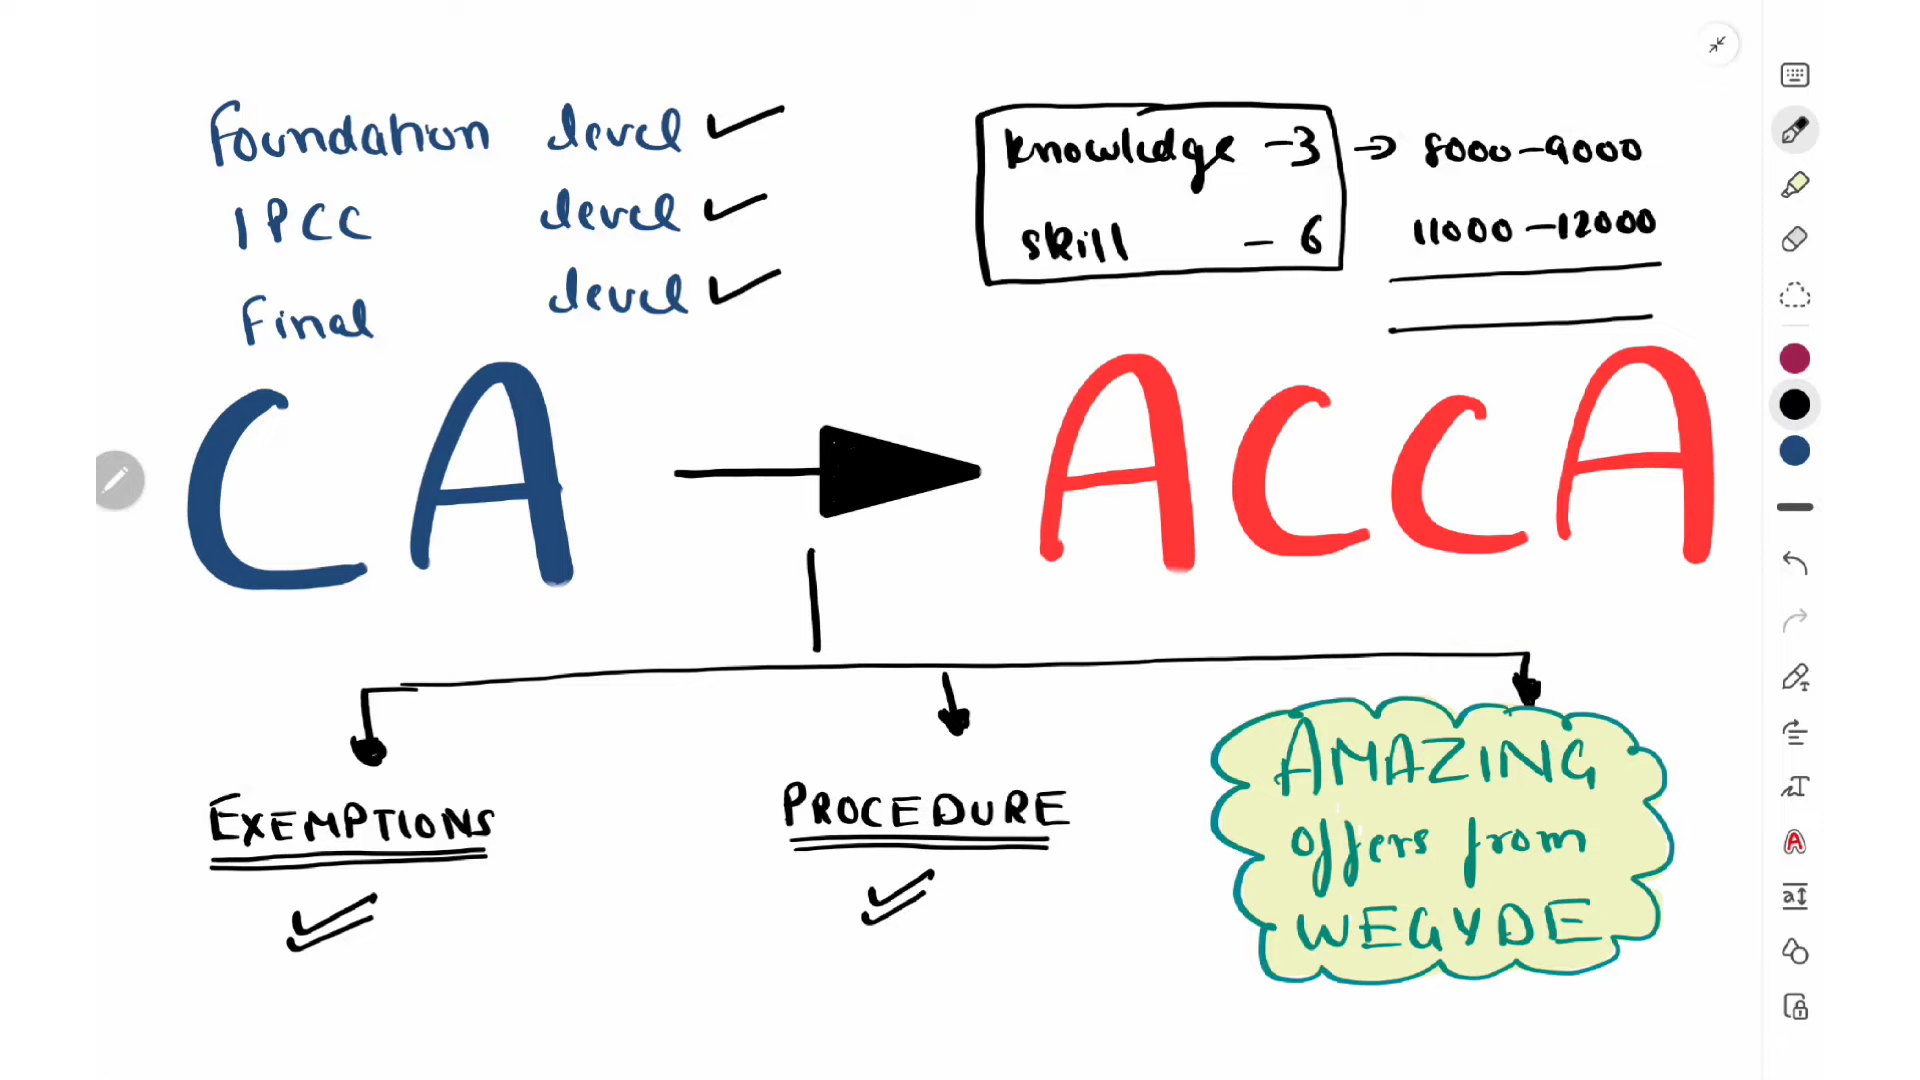 Foundation level
IPCC level
Final level
knowledge - 3 → 8000 - 9000
skill - 6 11000 - 12000
CA → ACCA
EXEMPTIONS
PROCEDURE
AMAZING
offers from
WEGYDE